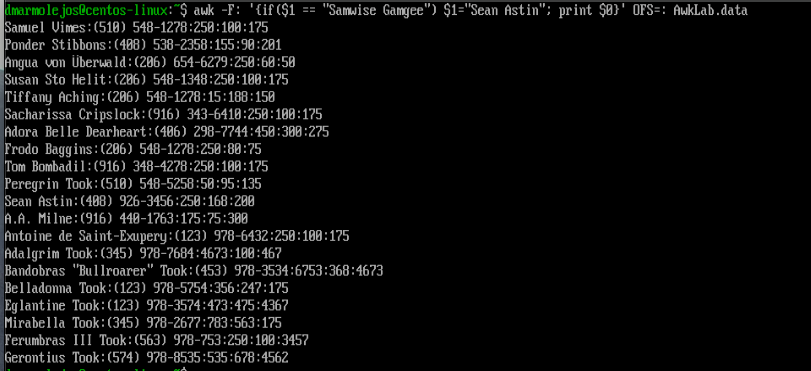 dmarmolejos@centos-linux:~$ awk -F: '{if($1 == "Samwise Gamgee") $1="Sean Astin"; print $0}' OFS=: AwkLab.data
Samuel Vimes:(510) 548-1278:250:100:175
Ponder Stibbons:(408) 538-2358:155:90:201
Angua von Überwald:(206) 654-6279:250:60:50
Susan Sto Helit:(206) 548-1348:250:100:175
Tiffany Aching:(206) 548-1278:15:188:150
Sacharissa Cripslock:(916) 343-6410:250:100:175
Adora Belle Dearheart:(406) 298-7744:450:300:275
Frodo Baggins:(206) 548-1278:250:80:75
Tom Bombadil:(916) 348-4278:250:100:175
Peregrin Took:(510) 548-5258:50:95:135
Sean Astin:(408) 926-3456:250:168:200
A.A. Milne:(916) 440-1763:175:75:300
Antoine de Saint-Exupery:(123) 978-6432:250:100:175
Adalgrim Took:(345) 978-7684:4673:100:467
Bandobras "Bullroarer" Took:(453) 978-3534:6753:368:4673
Belladonna Took:(123) 978-5754:356:247:175
Eglantine Took:(123) 978-3574:473:475:4367
Mirabella Took:(345) 978-2677:783:563:175
Ferumbras III Took:(563) 978-753:250:100:3457
Gerontius Took:(574) 978-8535:535:678:4562